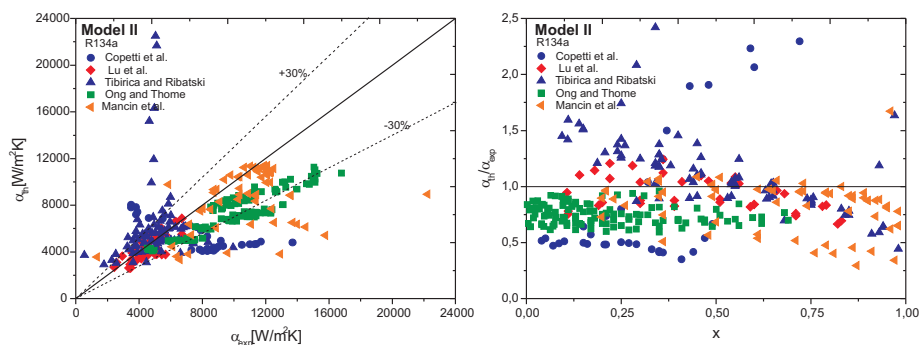 Model II
R134a
Copetti et al.
Lu et al.
Tibirica and Ribatski
Ong and Thome
Mancin et al.
+30%
-30%
24000
20000
16000
12000
8000
4000
0
αth[W/m²K]
0
4000
8000
12000
16000
20000
24000
αexp[W/m²K]
Model II
R134a
Copetti et al.
Lu et al.
Tibirica and Ribatski
Ong and Thome
Mancin et al.
2,5
2,0
1,5
1,0
0,5
0,0
αth/αexp
0,00
0,25
0,50
0,75
1,00
x